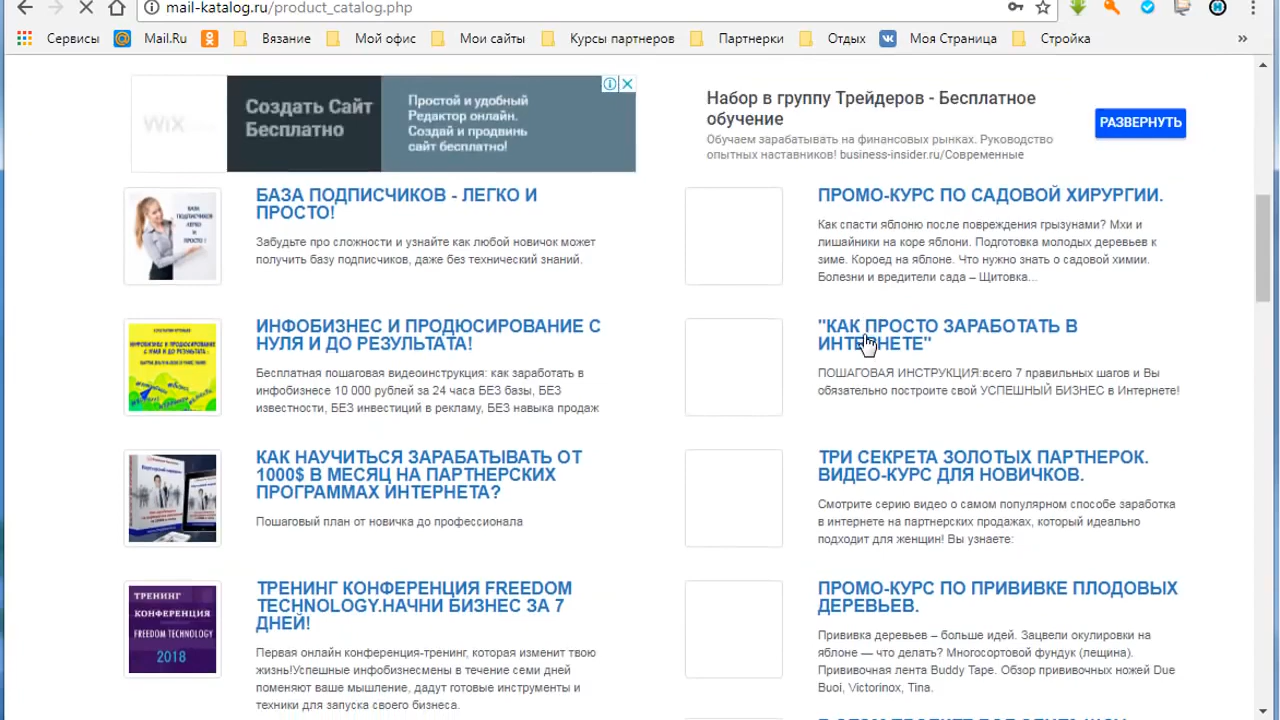 mail-katalog.ru/product_catalog.php
Сервисы
Mail.Ru
Вязание
Мой офис
Мои сайты
Курсы партнеров
Партнерки
Отдых
Моя Страница
Стройка
»
WIX
Создать Сайт
Бесплатно
Простой и удобный
Редактор онлайн.
Создай и продвинь
сайт бесплатно!
Набор в группу Трейдеров - Бесплатное
обучение
Обучаем зарабатывать на финансовых рынках. Руководство
опытных наставников! business-insider.ru/Современные
РАЗВЕРНУТЬ
БАЗА
ПОДПИСЧИКОВ
ЛЕГКО
И
ПРОСТО !
БАЗА ПОДПИСЧИКОВ - ЛЕГКО И
ПРОСТО!
Забудьте про сложности и узнайте как любой новичок может
получить базу подписчиков, даже без технический знаний.
ПРОМО-КУРС ПО САДОВОЙ ХИРУРГИИ.
Как спасти яблоню после повреждения грызунами? Мхи и
лишайники на коре яблони. Подготовка молодых деревьев к
зиме. Короед на яблоне. Что нужно знать о садовой химии.
Болезни и вредители сада – Щитовка...
ИНФОБИЗНЕС И ПРОДЮСИРОВАНИЕ
С НУЛЯ И ДО РЕЗУЛЬТАТА!
ИНФОБИЗНЕС И ПРОДЮСИРОВАНИЕ С
НУЛЯ И ДО РЕЗУЛЬТАТА!
Бесплатная пошаговая видеоинструкция: как заработать в
инфобизнесе 10 000 рублей за 24 часа БЕЗ базы, БЕЗ
известности, БЕЗ инвестиций в рекламу, БЕЗ навыка продаж
"КАК ПРОСТО ЗАРАБОТАТЬ В
ИНТЕРНЕТЕ"
ПОШАГОВАЯ ИНСТРУКЦИЯ:всего 7 правильных шагов и Вы
обязательно построите свой УСПЕШНЫЙ БИЗНЕС в Интернете!
КАК НАУЧИТЬСЯ ЗАРАБАТЫВАТЬ ОТ
1000$ В МЕСЯЦ НА ПАРТНЕРСКИХ
ПРОГРАММАХ ИНТЕРНЕТА?
Пошаговый план от новичка до профессионала
ТРИ СЕКРЕТА ЗОЛОТЫХ ПАРТНЕРОК.
ВИДЕО-КУРС ДЛЯ НОВИЧКОВ.
Смотрите серию видео о самом популярном способе заработка
в интернете на партнерских продажах, который идеально
подходит для женщин! Вы узнаете:
ТРЕНИНГ
КОНФЕРЕНЦИЯ
FREEDOM TECHNOLOGY
2018
ТРЕНИНГ КОНФЕРЕНЦИЯ FREEDOM
TECHNOLOGY.НАЧНИ БИЗНЕС ЗА 7
ДНЕЙ!
Первая онлайн конференция-тренинг, которая изменит твою
жизнь!Успешные инфобизнесмены в течение семи дней
поменяют ваше мышление, дадут готовые инструменты и
техники для запуска своего бизнеса.
ПРОМО-КУРС ПО ПРИВИВКЕ ПЛОДОВЫХ
ДЕРЕВЬЕВ.
Прививка деревьев – больше идей. Зацвели окулировки на
яблоне — что делать? Многосортовый фундук (лещина).
Прививочная лента Buddy Tape. Обзор прививочных ножей Due
Buoi, Victorinox, Tina.